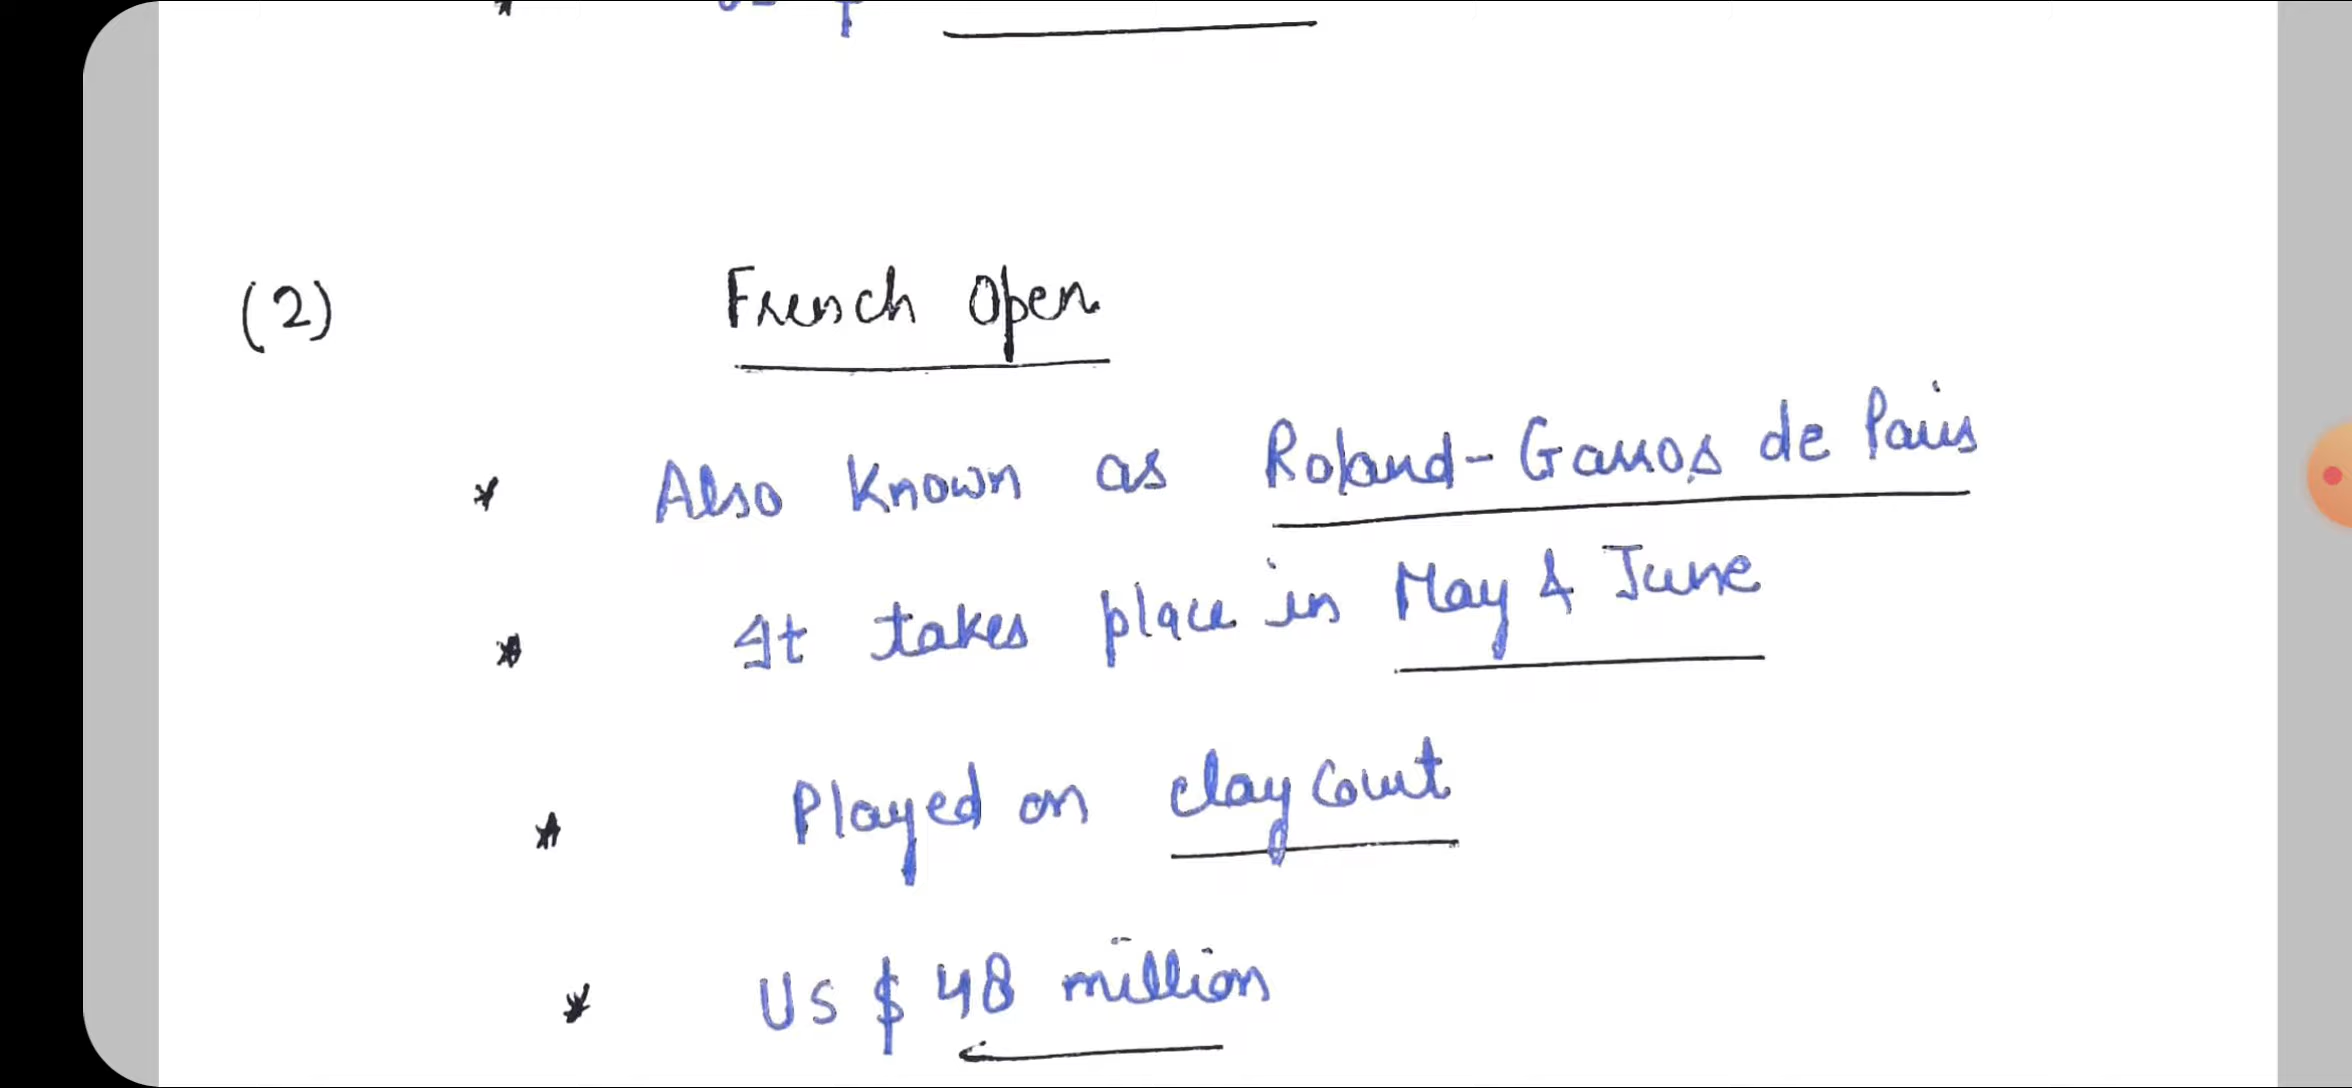 (2) French Open
* Also Known as Roland-Garros de Paris
* It takes place in May & June
* Played on clay Court
* US $ 48 million